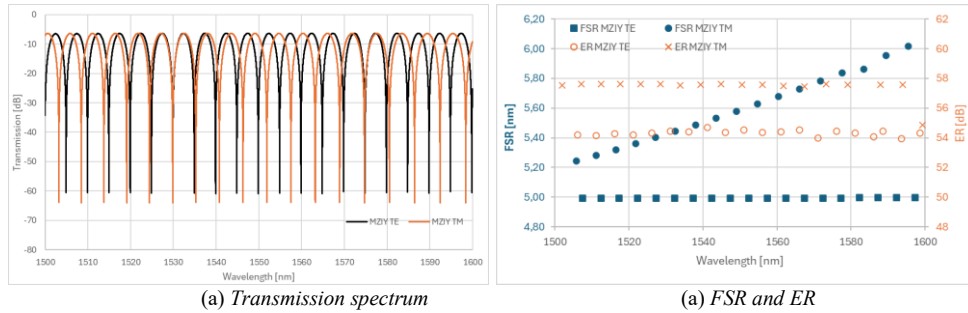 0
-10
-20
-30
-40
-50
-60
-70
-80
Transmission [dB]
MZIY TE
MZIY TM
1500 1510 1520 1530 1540 1550 1560 1570 1580 1590 1600
Wavelength [nm]
(a) Transmission spectrum
6,20
6,00
5,80
5,60
5,40
5,20
5,00
4,80
FSR [nm]
FSR MZIY TE
FSR MZIY TM
ER MZIY TE
ER MZIY TM
62
60
58
56
54
52
50
48
ER [dB]
1500 1520 1540 1560 1580 1600
Wavelength [nm]
(a) FSR and ER